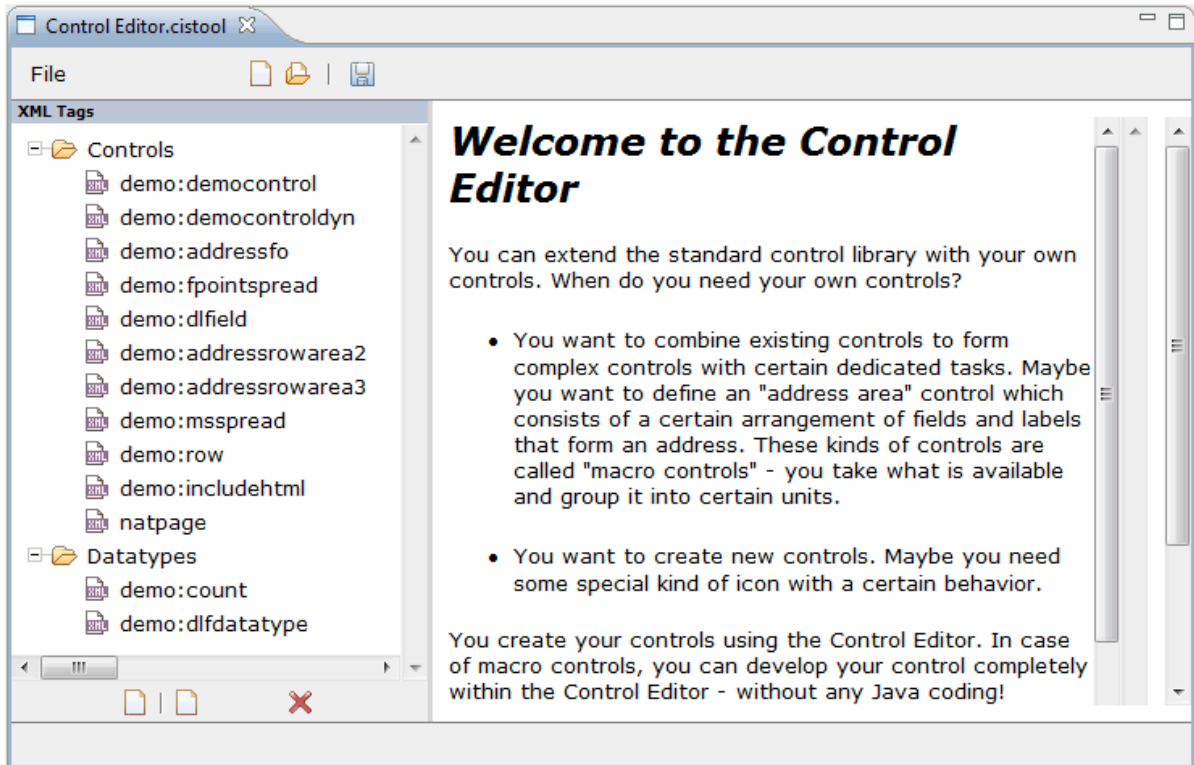 Control Editor.cistool
File
XML Tags
Controls
demo:democontrol
demo:democontroldyn
demo:addressfo
demo:fpointspread
demo:dlfield
demo:addressrowarea2
demo:addressrowarea3
demo:msspread
demo:row
demo:includehtml
natpage
Datatypes
demo:count
demo:dlfdatatype
Welcome to the Control
Editor
You can extend the standard control library with your own
controls. When do you need your own controls?
• You want to combine existing controls to form
complex controls with certain dedicated tasks. Maybe
you want to define an "address area" control which
consists of a certain arrangement of fields and labels
that form an address. These kinds of controls are
called "macro controls" - you take what is available
and group it into certain units.
• You want to create new controls. Maybe you need
some special kind of icon with a certain behavior.
You create your controls using the Control Editor. In case
of macro controls, you can develop your control completely
within the Control Editor - without any Java coding!